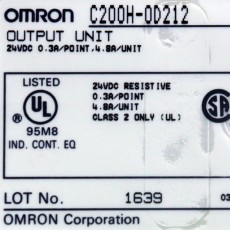 OMRON C200H-OD212
OUTPUT UNIT
24VDC 0.3A/POINT, 4.8A/UNIT
LISTED
UL
95M8
IND. CONT. EQ
24VDC RESISTIVE
0.3A/POINT
4.8A/UNIT
CLASS 2 ONLY (UL)
SA
LOT No. 1639
03
OMRON Corporation